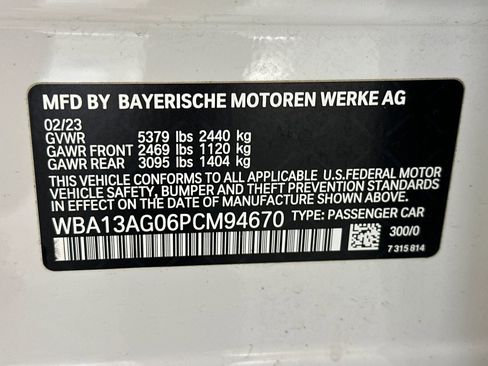 MFD BY BAYERISCHE MOTOREN WERKE AG
02/23
GVWR 5379 lbs 2440 kg
GAWR FRONT 2469 lbs 1120 kg
GAWR REAR 3095 lbs 1404 kg
THIS VEHICLE CONFORMS TO ALL APPLICABLE U.S.FEDERAL MOTOR
VEHICLE SAFETY, BUMPER AND THEFT PREVENTION STANDARDS
IN EFFECT ON THE DATE OF MANUFACTURE SHOWN ABOVE.
WBA13AG06PCM94670 TYPE: PASSENGER CAR
300/0
7 315 814